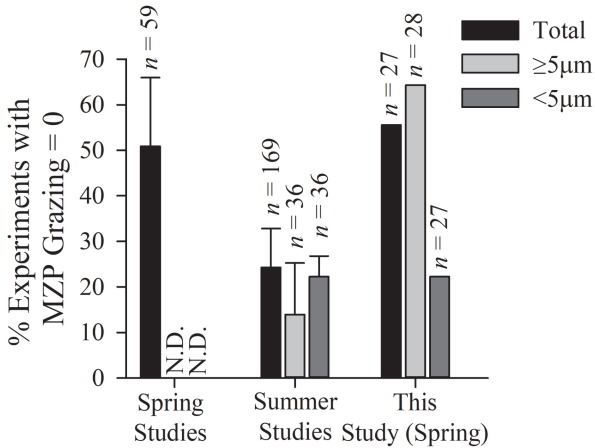 % Experiments with
MZP Grazing = 0
70
60
50
40
30
20
10
0
n = 59
N.D.
N.D.
n = 169
n = 36
n = 36
n = 27
n = 28
n = 27
Total
≥5μm
<5μm
Spring
Studies
Summer
Studies
This
Study (Spring)